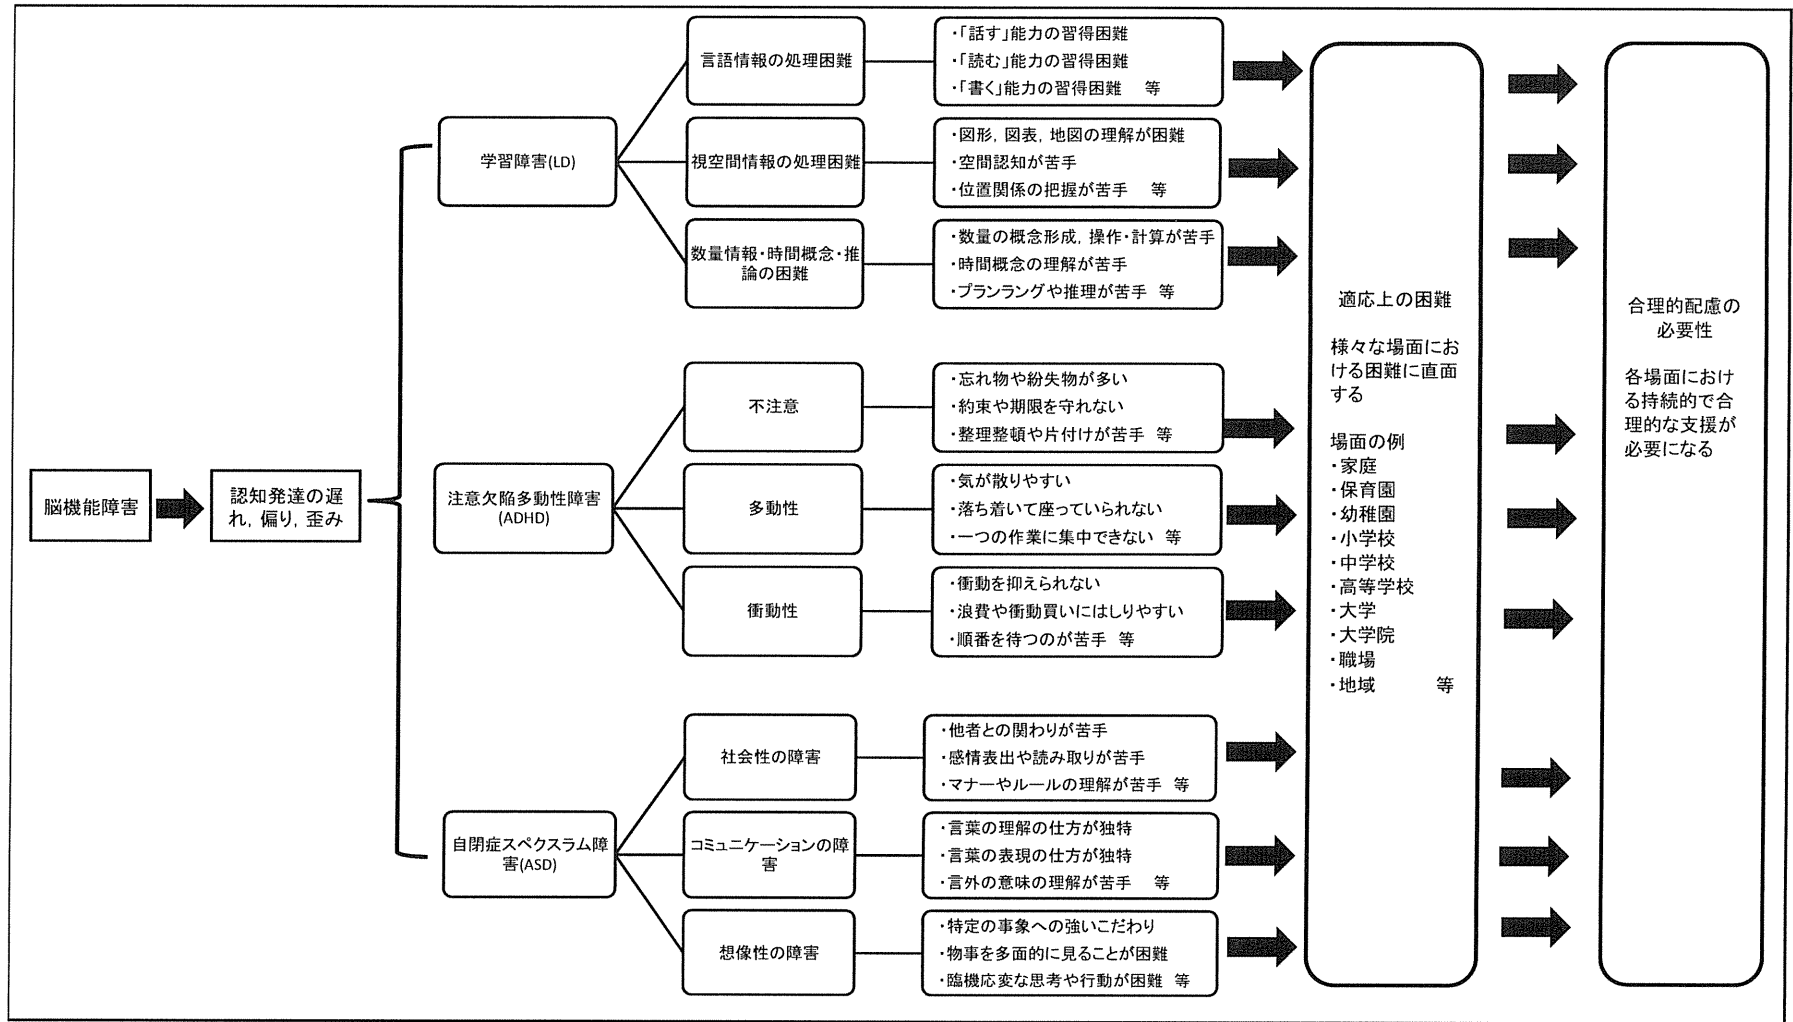 脳機能障害
認知発達の遅
れ, 偏り, 歪み
学習障害(LD)
言語情報の処理困難
・「話す」能力の習得困難
・「読む」能力の習得困難
・「書く」能力の習得困難 等
視空間情報の処理困難
・図形, 図表, 地図の理解が困難
・空間認知が苦手
・位置関係の把握が苦手 等
数量情報・時間概念・推
論の困難
・数量の概念形成, 操作・計算が苦手
・時間概念の理解が苦手
・プランラングや推理が苦手 等
注意欠陥多動性障害
(ADHD)
不注意
・忘れ物や紛失物が多い
・約束や期限を守れない
・整理整頓や片付けが苦手 等
多動性
・気が散りやすい
・落ち着いて座っていられない
・一つの作業に集中できない 等
衝動性
・衝動を抑えられない
・浪費や衝動買いにはしりやすい
・順番を待つのが苦手 等
自閉症スペクスラム障
害(ASD)
社会性の障害
・他者との関わりが苦手
・感情表出や読み取りが苦手
・マナーやルールの理解が苦手 等
コミュニケーションの障
害
・言葉の理解の仕方が独特
・言葉の表現の仕方が独特
・言外の意味の理解が苦手 等
想像性の障害
・特定の事象への強いこだわり
・物事を多面的に見ることが困難
・臨機応変な思考や行動が困難 等
適応上の困難
様々な場面にお
ける困難に直面
する
場面の例
・家庭
・保育園
・幼稚園
・小学校
・中学校
・高等学校
・大学
・大学院
・職場
・地域 等
合理的配慮の
必要性
各場面におけ
る持続的で合
理的な支援が
必要になる